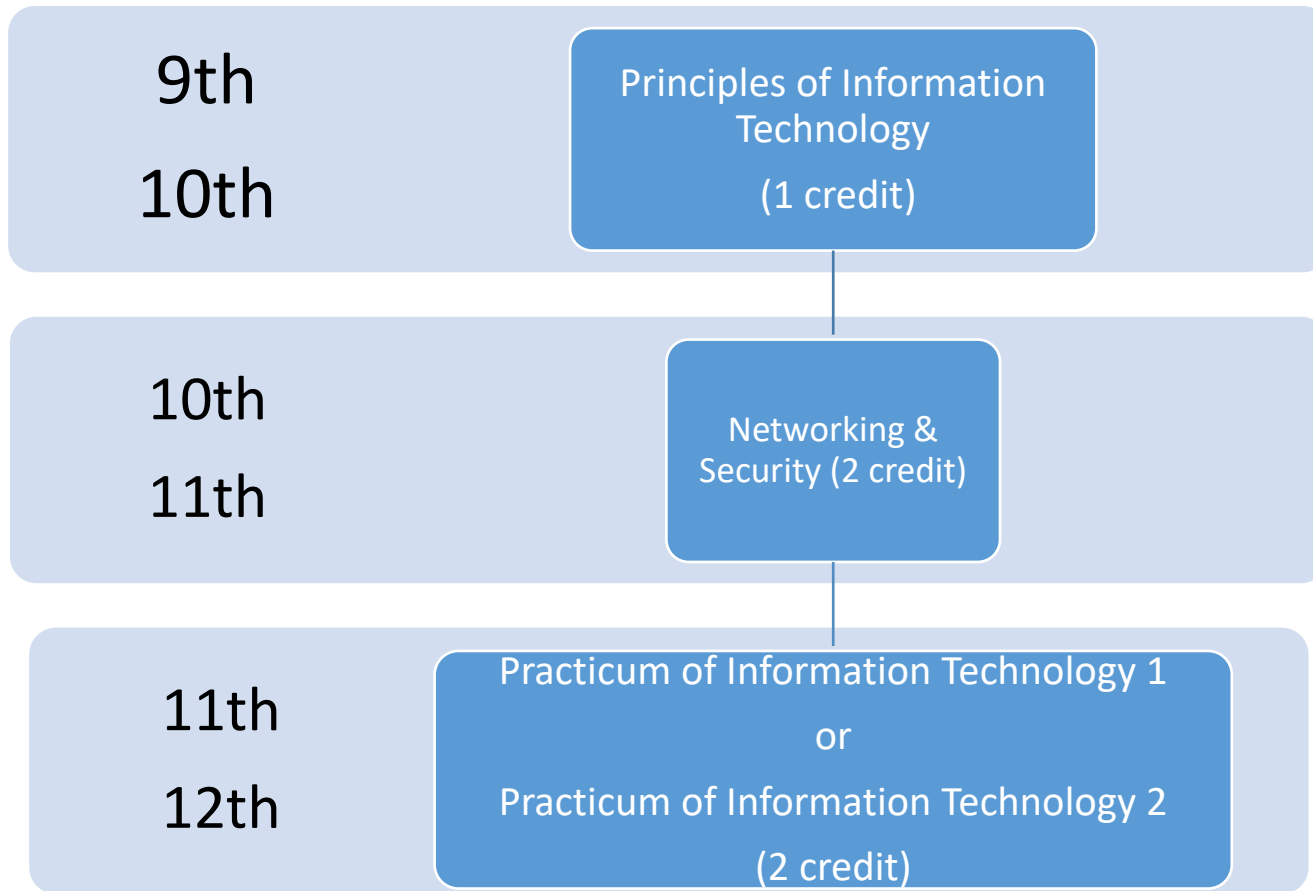 9th
10th
Principles of Information
Technology
(1 credit)
10th
11th
Networking &
Security (2 credit)
11th
12th
Practicum of Information Technology 1
or
Practicum of Information Technology 2
(2 credit)